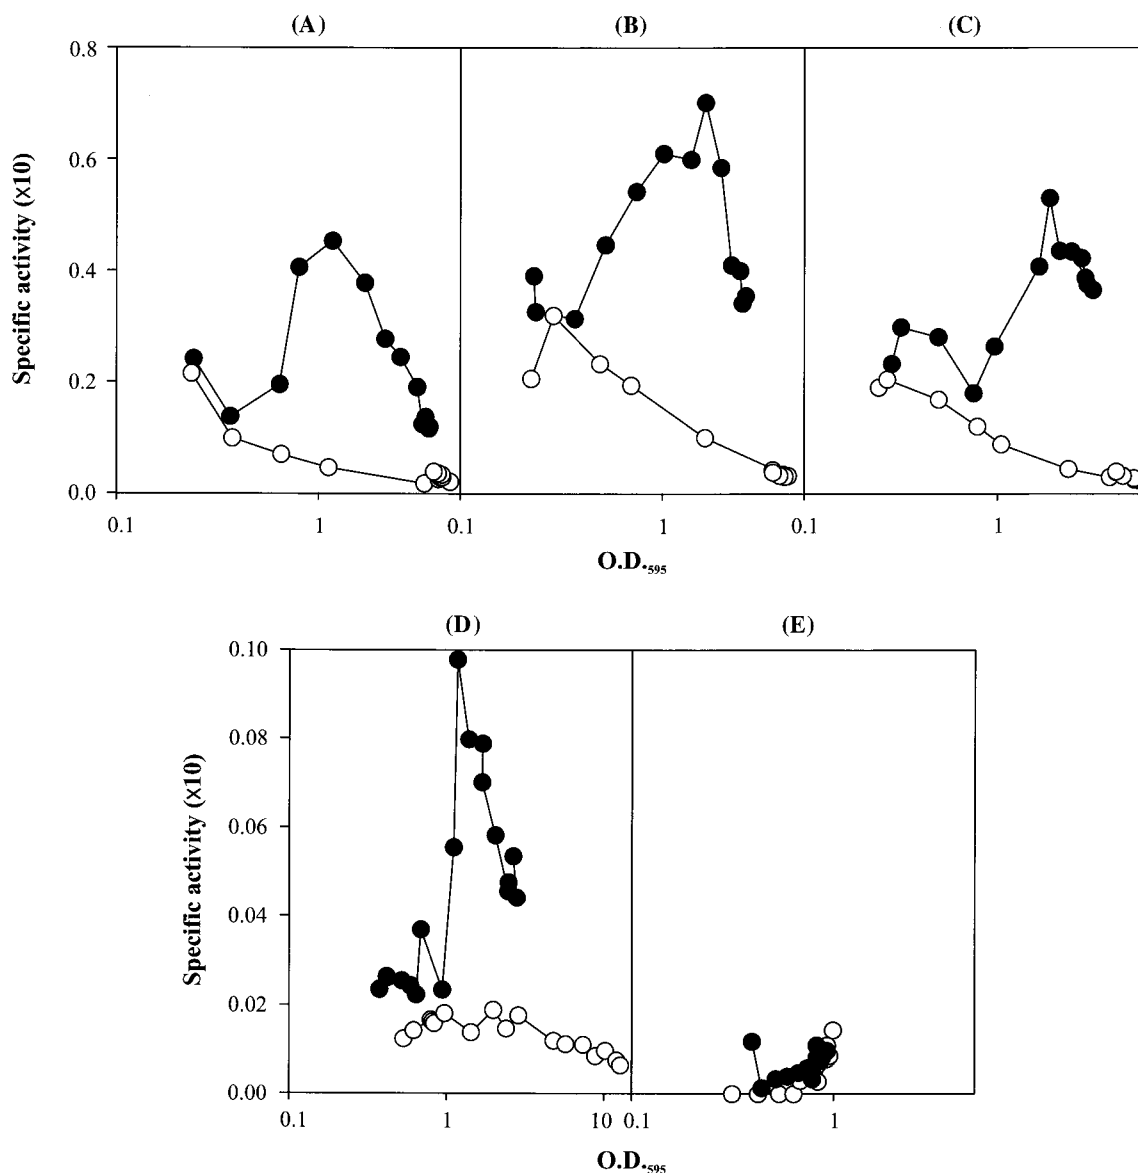 (A) (B) (C)
0.8
0.6
0.4
0.2
0.0
Specific activity (×10)
0.1 1 0.1 1 0.1 1
O.D.₅₉₅
(D) (E)
0.10
0.08
0.06
0.04
0.02
0.00
Specific activity (×10)
0.1 1 10 0.1 1
O.D.₅₉₅